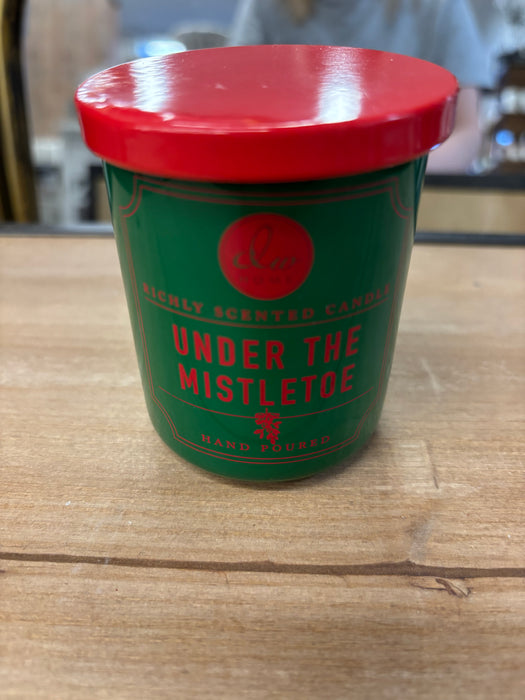 RICHLY SCENTED CANDLE
UNDER THE
MISTLETOE
HAND POURED